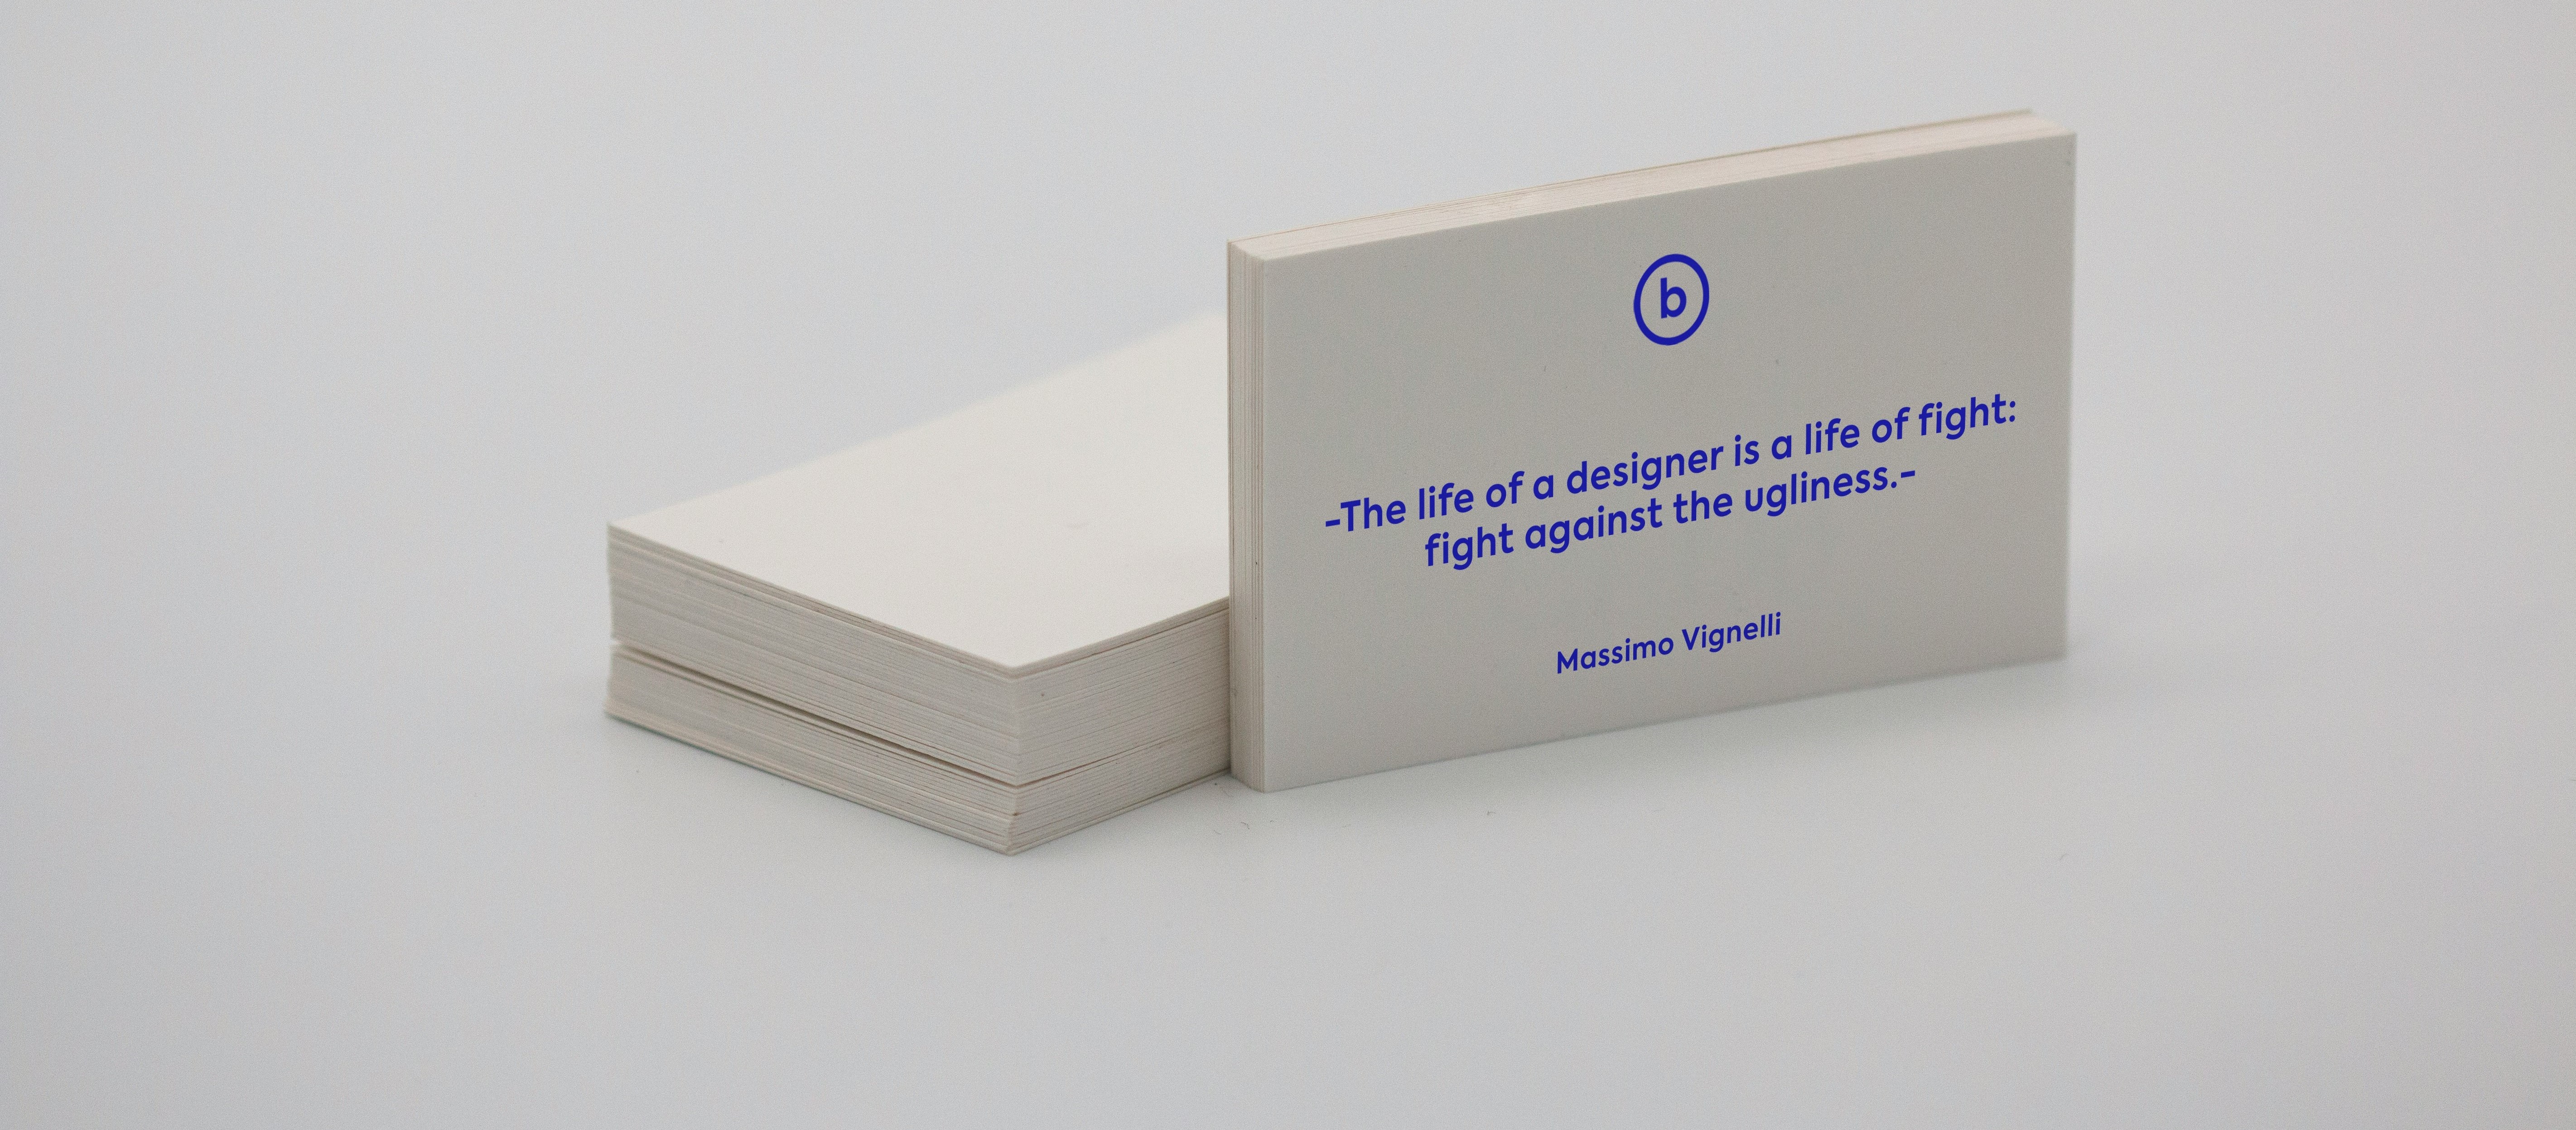 b
-The life of a designer is a life of fight:
fight against the ugliness.-
Massimo Vignelli